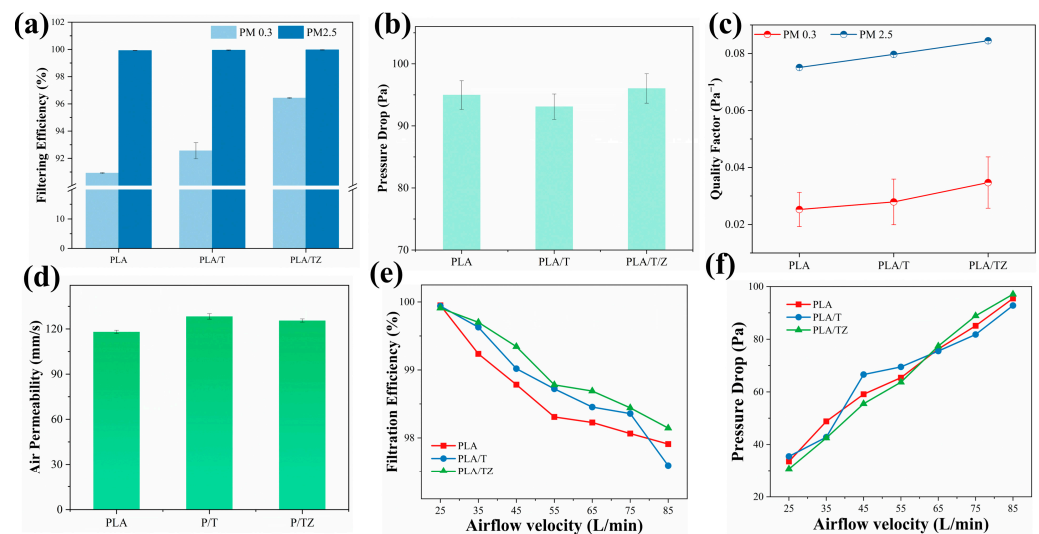 (a)
PM 0.3 PM2.5
Filtering Efficiency (%)
102
100
98
96
94
92
10
0
PLA PLA/T PLA/TZ
(b)
Pressure Drop (Pa)
100
95
90
85
80
75
70
PLA PLA/T PLA/T/Z
(c)
PM 0.3 PM 2.5
Quality Factor (Pa⁻¹)
0.08
0.06
0.04
0.02
PLA PLA/T PLA/TZ
(d)
Air Permeability (mm/s)
120
90
60
30
0
PLA P/T P/TZ
(e)
Filtration Efficiency (%)
100
99
98
PLA
PLA/T
PLA/TZ
25 35 45 55 65 75 85
Airflow velocity (L/min)
(f)
Pressure Drop (Pa)
100
80
60
40
20
PLA
PLA/T
PLA/TZ
25 35 45 55 65 75 85
Airflow velocity (L/min)